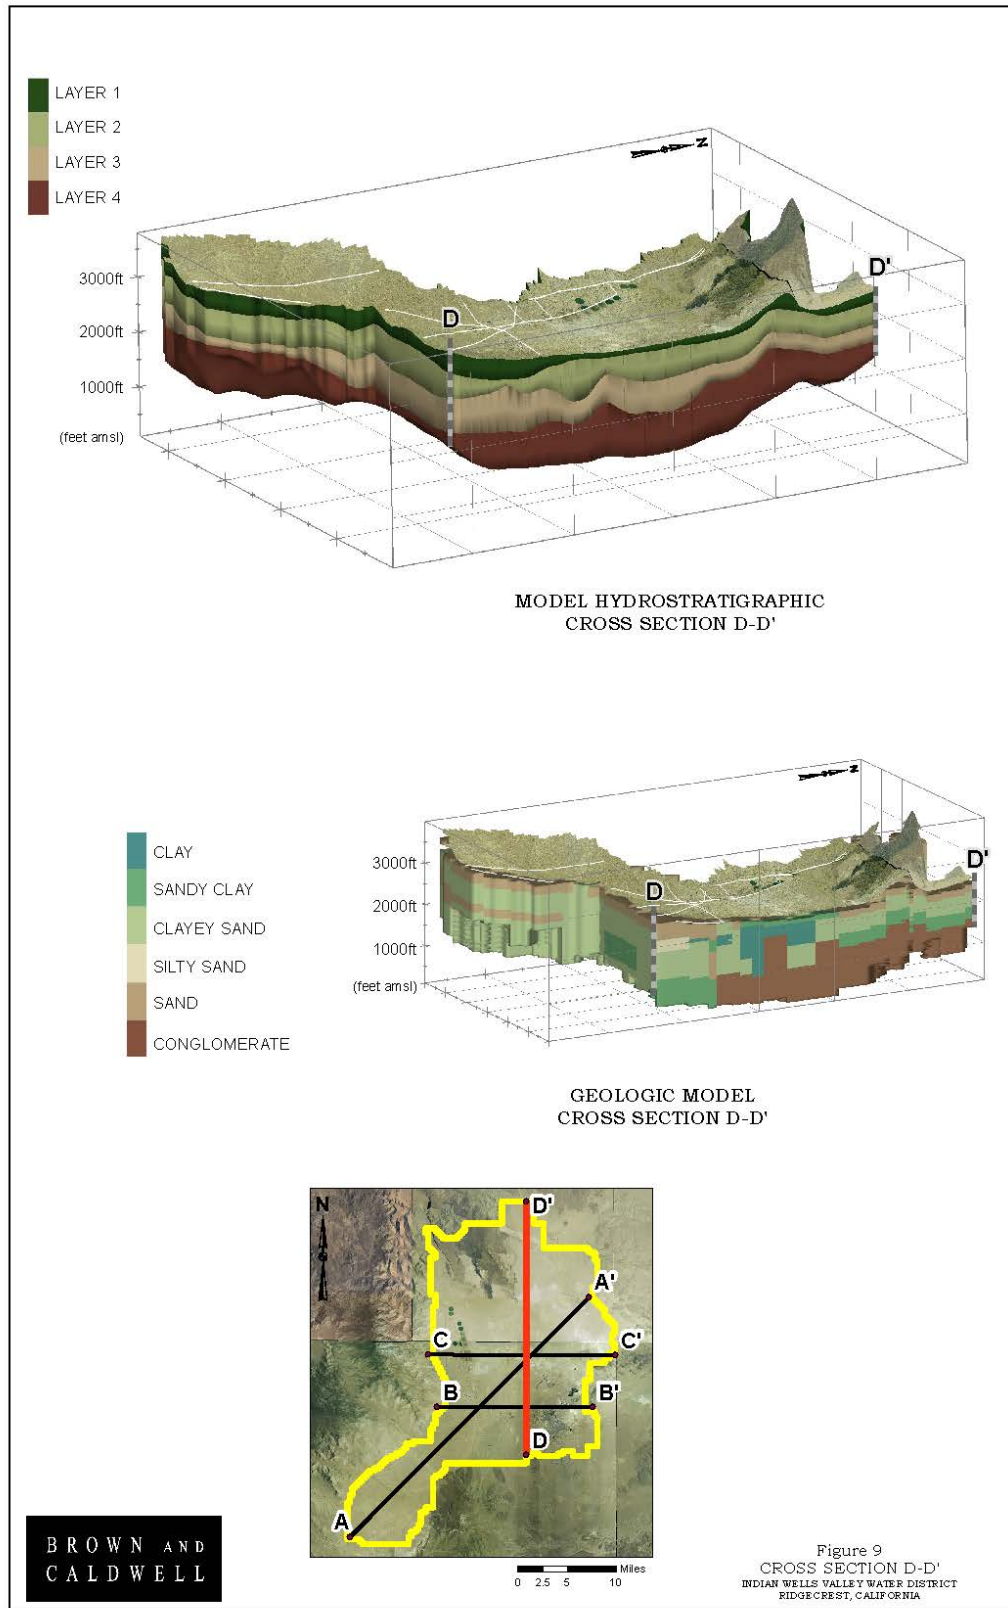 LAYER 1
LAYER 2
LAYER 3
LAYER 4
N
D
D'
3000ft
2000ft
1000ft
(feet amsl)
MODEL HYDROSTRATIGRAPHIC
CROSS SECTION D-D'
N
CLAY
SANDY CLAY
CLAYEY SAND
SILTY SAND
SAND
CONGLOMERATE
3000ft
2000ft
1000ft
(feet amsl)
D
D'
GEOLOGIC MODEL
CROSS SECTION D-D'
N
D'
A'
C
C'
B
B'
D
A
Miles
0 2.5 5 10
BROWN AND
CALDWELL
Figure 9
CROSS SECTION D-D'
INDIAN WELLS VALLEY WATER DISTRICT
RIDGECREST, CALIFORNIA